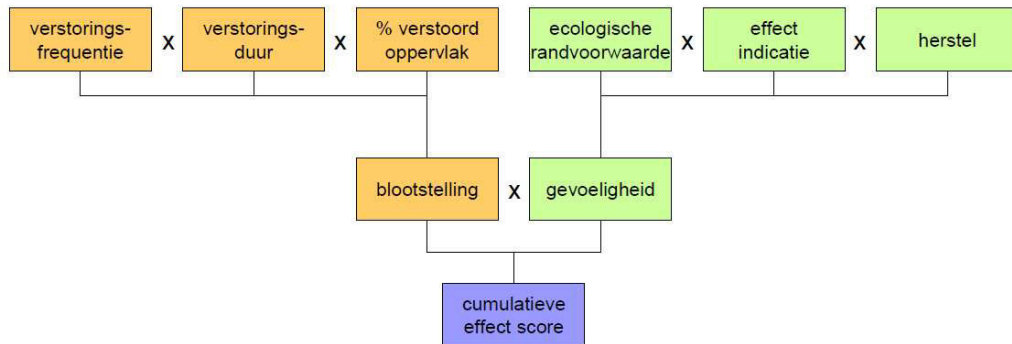 verstorings-
frequentie
X
verstorings-
duur
X
% verstoord
oppervlak
ecologische
randvoorwaarde
X
effect
indicatie
X
herstel
blootstelling
X
gevoeligheid
cumulatieve
effect score